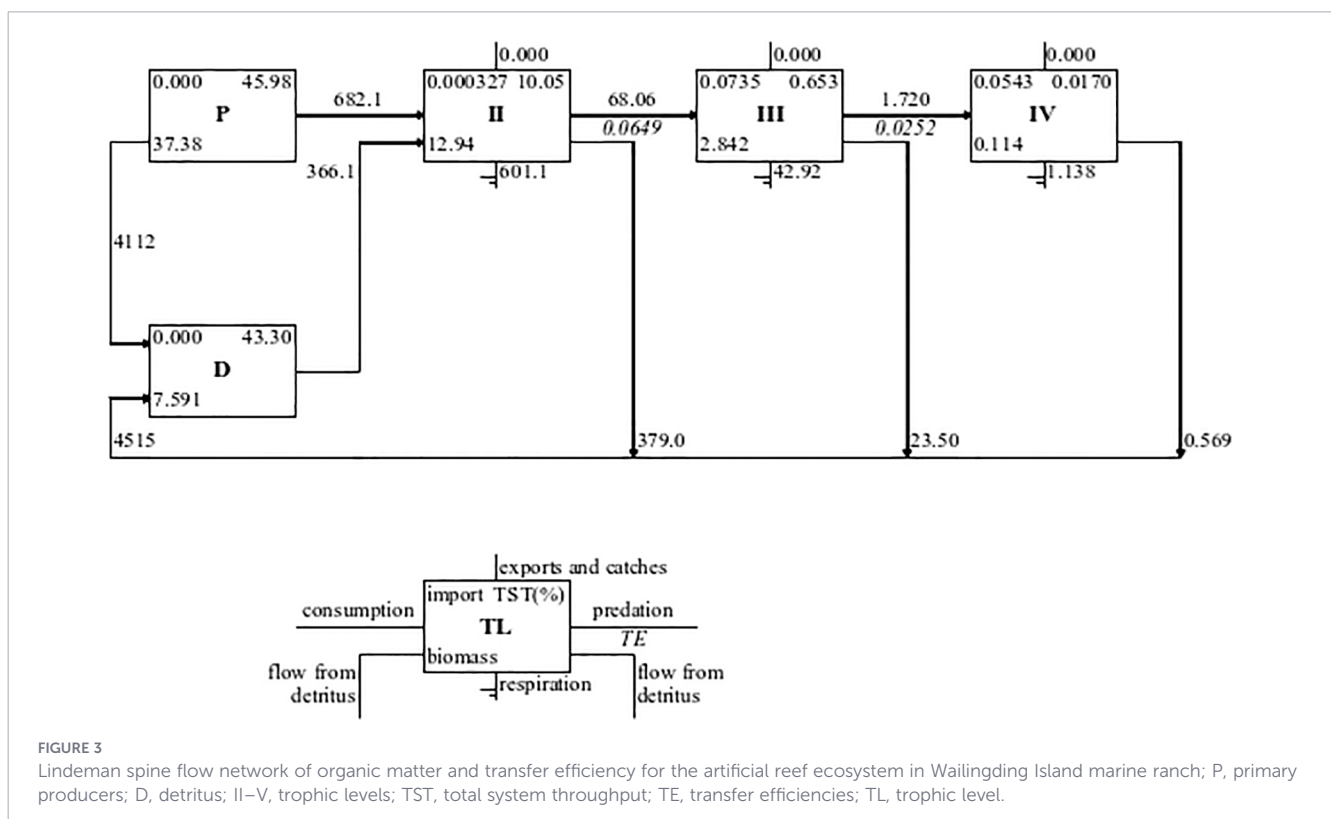 0.000
0.000
0.000
0.000 45.98
P
37.38
682.1
0.000327 10.05
II
12.94
601.1
68.06
0.0649
0.0735 0.653
III
2.842
42.92
1.720
0.0252
0.0543 0.0170
IV
0.114
1.138
366.1
4112
0.000 43.30
D
7.591
4515
379.0
23.50
0.569
exports and catches
import TST(%)
consumption
TL
predation
TE
biomass
flow from
detritus
respiration
flow from
detritus
FIGURE 3
Lindeman spine flow network of organic matter and transfer efficiency for the artificial reef ecosystem in Wailingding Island marine ranch; P, primary
producers; D, detritus; II–V, trophic levels; TST, total system throughput; TE, transfer efficiencies; TL, trophic level.